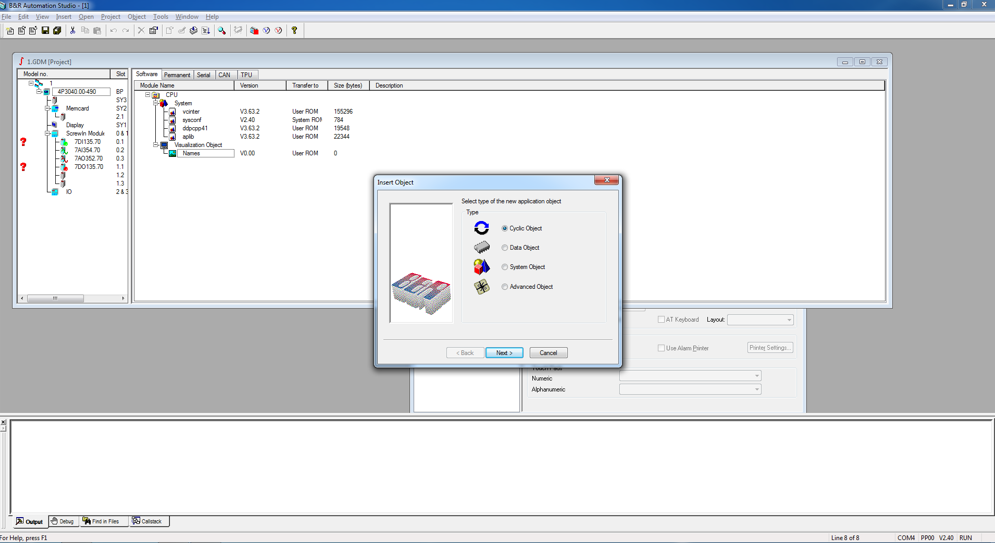 B&R Automation Studio - [1]
File Edit View Insert Open Project Object Tools Window Help
1.GDM [Project]
Model no. Slot
1
4P3040.00-490 BP
SY3
Memcard SY2
2.1
Display SY1
ScrewIn Module 0 & 1
7DI135.70 0.1
7AI354.70 0.2
7AO352.70 0.3
7DO135.70 1.1
1.2
1.3
IO 2 & 3
Software Permanent Serial CAN TPU
Module Name Version Transfer to Size (bytes) Description
CPU
System
vcinter V3.63.2 User ROM 155296
sysconf V2.40 System ROM 784
ddpcpp41 V3.63.2 User ROM 19548
aplib V3.63.2 User ROM 22344
Visualization Object
Names V0.00 User ROM 0
Insert Object
Select type of the new application object
Type
Cyclic Object
Data Object
System Object
Advanced Object
< Back Next > Cancel
AT Keyboard Layout:
Use Alarm Printer Printer Settings...
Numeric
Alphanumeric
Output Debug Find in Files Callstack
For Help, press F1 Line 8 of 8 COM4 PP00 V2.40 RUN